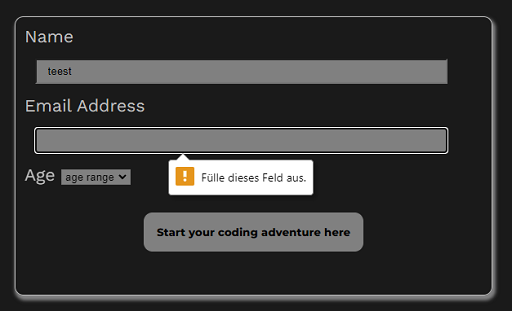 Name
teest
Email Address
Fülle dieses Feld aus.
Age age range
Start your coding adventure here